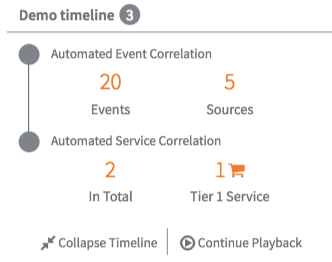 Demo timeline 3
Automated Event Correlation
20 5
Events Sources
Automated Service Correlation
2 1
In Total Tier 1 Service
Collapse Timeline Continue Playback